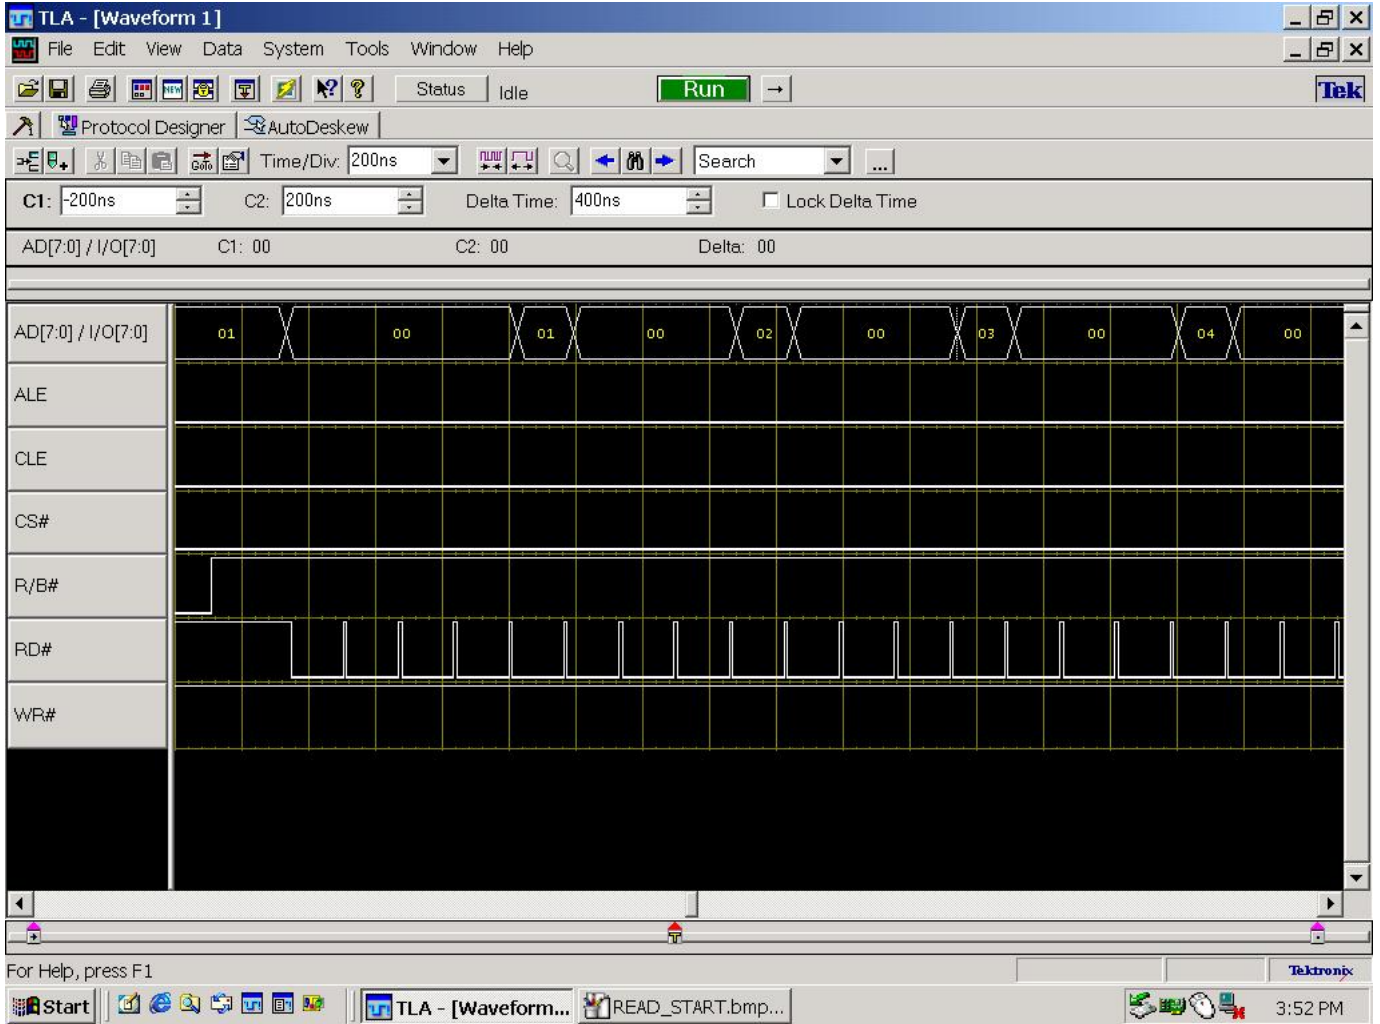 TLA - [Waveform 1]
File Edit View Data System Tools Window Help
NEW Status Idle Run Tek
Protocol Designer AutoDeskew
Goto Time/Div: 200ns Search ...
C1: -200ns C2: 200ns Delta Time: 400ns Lock Delta Time
AD[7:0] / I/O[7:0] C1: 00 C2: 00 Delta: 00
AD[7:0] / I/O[7:0] 01 00 01 00 02 00 03 00 04 00
ALE
CLE
CS#
R/B#
RD#
WR#
T
For Help, press F1 Tektronix
Start TLA - [Waveform... READ_START.bmp... 3:52 PM